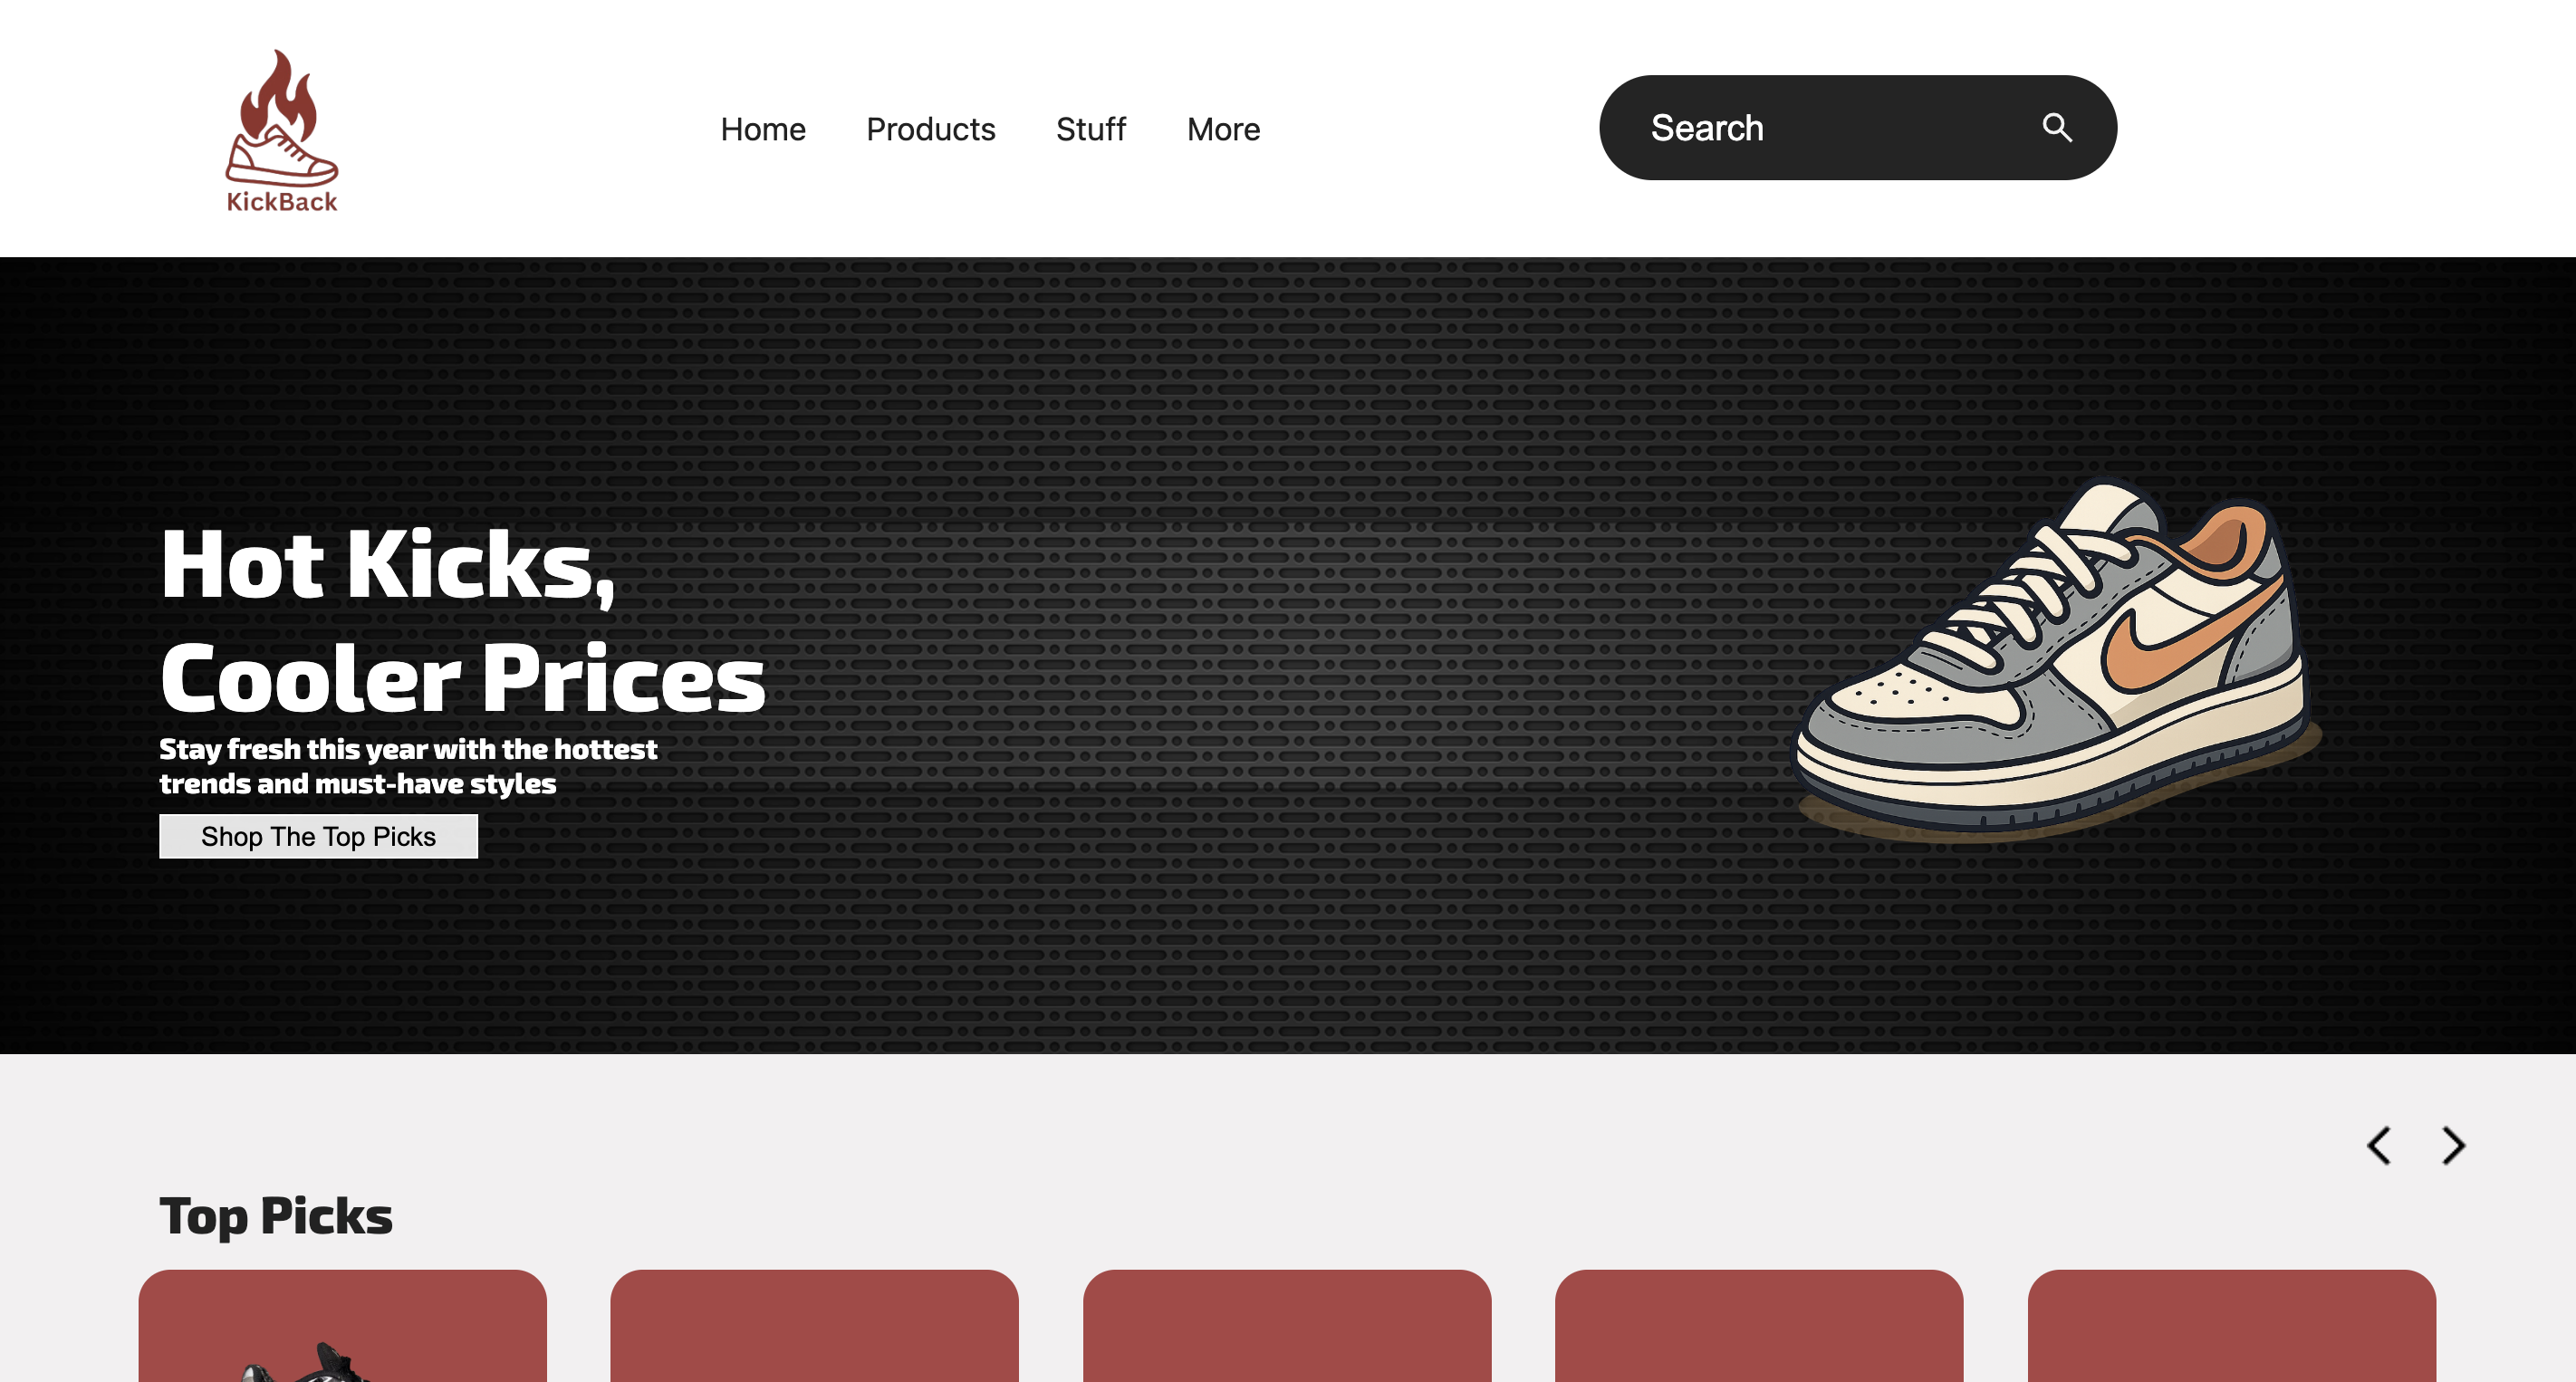 KickBack
Home Products Stuff More
Search
Hot Kicks,
Cooler Prices
Stay fresh this year with the hottest
trends and must-have styles
Shop The Top Picks
Top Picks